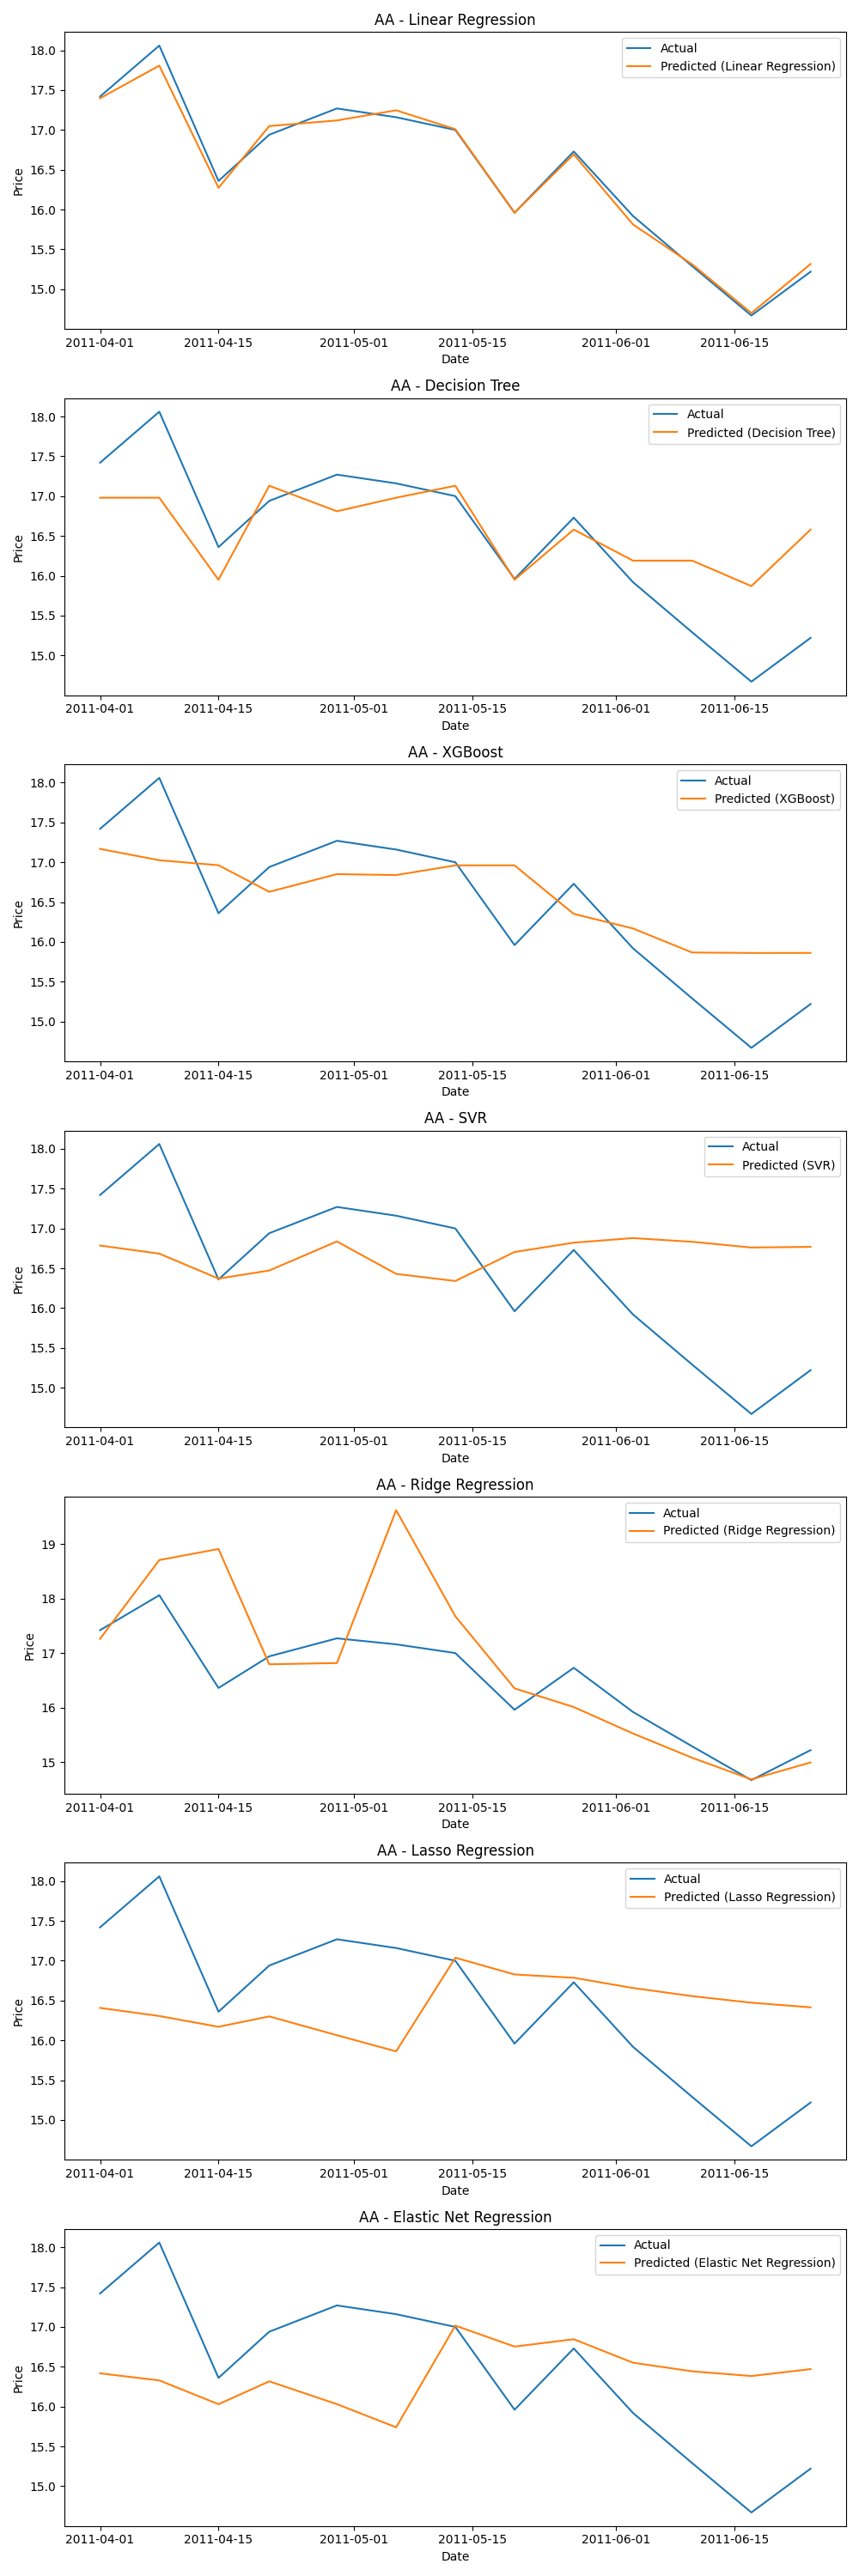 AA - Linear Regression
Actual
Predicted (Linear Regression)
18.0
17.5
17.0
16.5
16.0
15.5
15.0
Price
2011-04-01 2011-04-15 2011-05-01 2011-05-15 2011-06-01 2011-06-15
Date
AA - Decision Tree
Actual
Predicted (Decision Tree)
18.0
17.5
17.0
16.5
16.0
15.5
15.0
Price
2011-04-01 2011-04-15 2011-05-01 2011-05-15 2011-06-01 2011-06-15
Date
AA - XGBoost
Actual
Predicted (XGBoost)
18.0
17.5
17.0
16.5
16.0
15.5
15.0
Price
2011-04-01 2011-04-15 2011-05-01 2011-05-15 2011-06-01 2011-06-15
Date
AA - SVR
Actual
Predicted (SVR)
18.0
17.5
17.0
16.5
16.0
15.5
15.0
Price
2011-04-01 2011-04-15 2011-05-01 2011-05-15 2011-06-01 2011-06-15
Date
AA - Ridge Regression
Actual
Predicted (Ridge Regression)
19
18
17
16
15
Price
2011-04-01 2011-04-15 2011-05-01 2011-05-15 2011-06-01 2011-06-15
Date
AA - Lasso Regression
Actual
Predicted (Lasso Regression)
18.0
17.5
17.0
16.5
16.0
15.5
15.0
Price
2011-04-01 2011-04-15 2011-05-01 2011-05-15 2011-06-01 2011-06-15
Date
AA - Elastic Net Regression
Actual
Predicted (Elastic Net Regression)
18.0
17.5
17.0
16.5
16.0
15.5
15.0
Price
2011-04-01 2011-04-15 2011-05-01 2011-05-15 2011-06-01 2011-06-15
Date